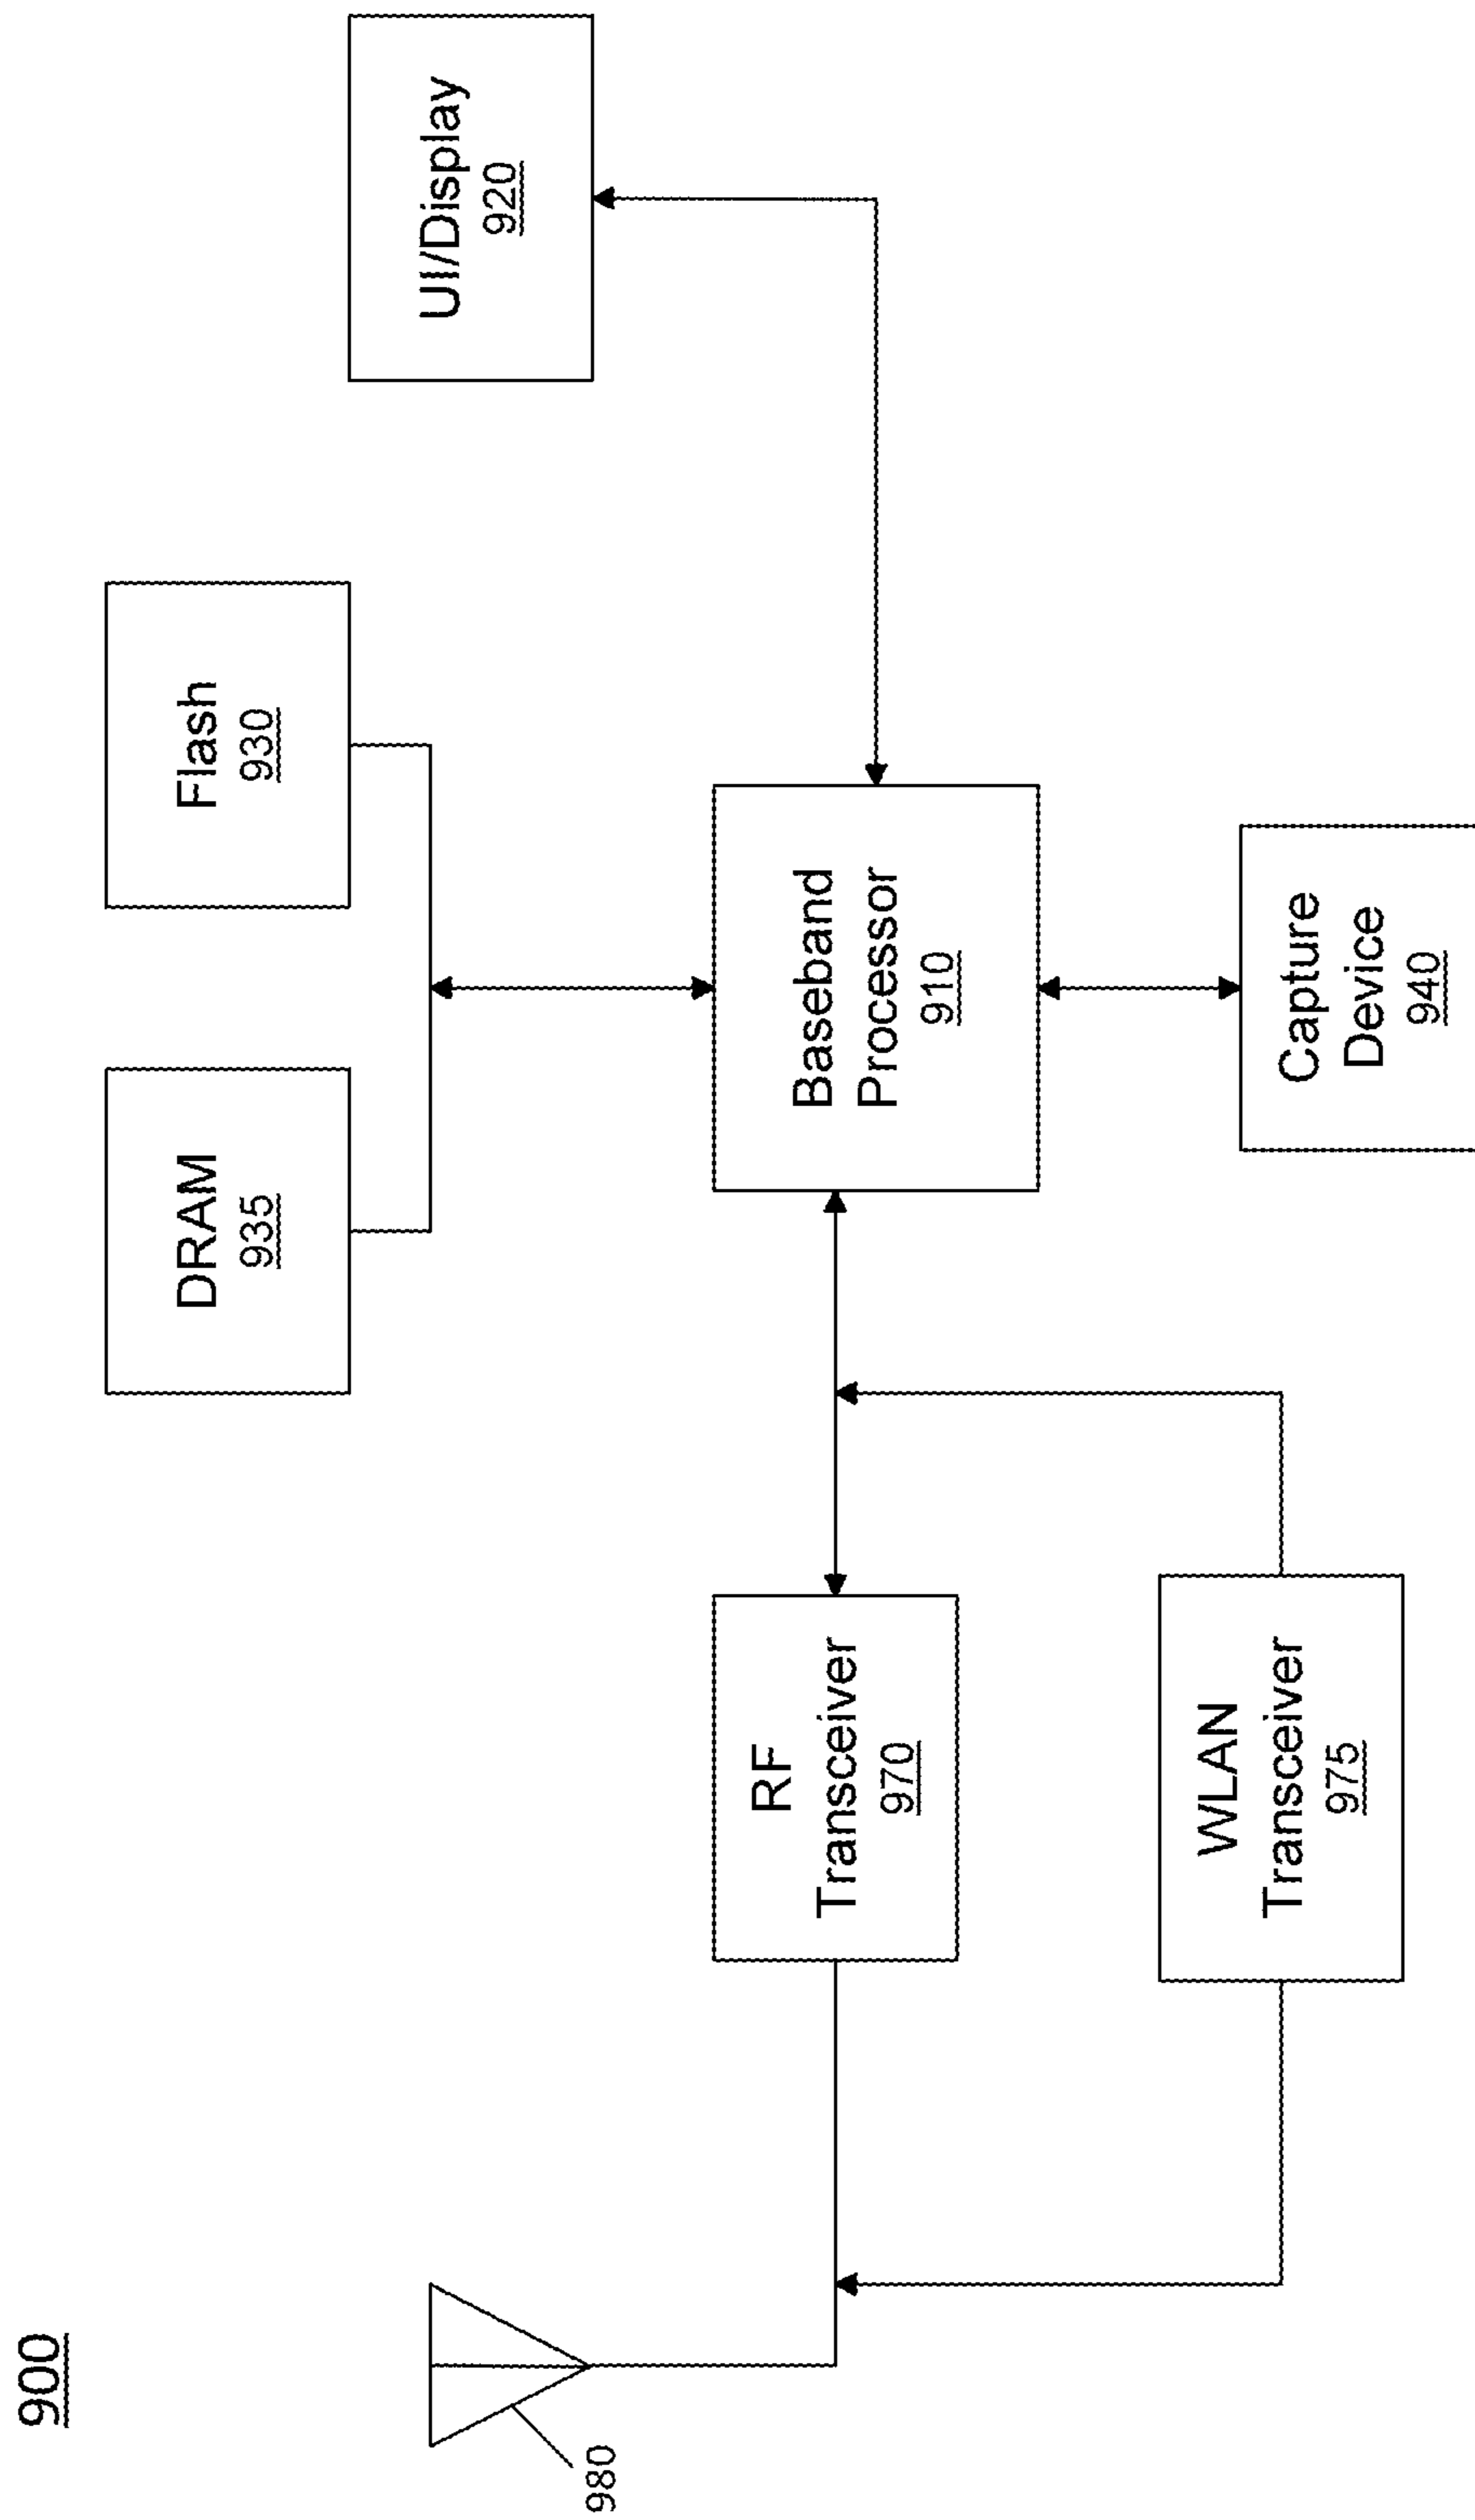 900
980
DRAM
935
Flash
930
UI/Display
920
RF
Transceiver
970
Baseband
Processor
910
WLAN
Transceiver
975
Capture
Device
940